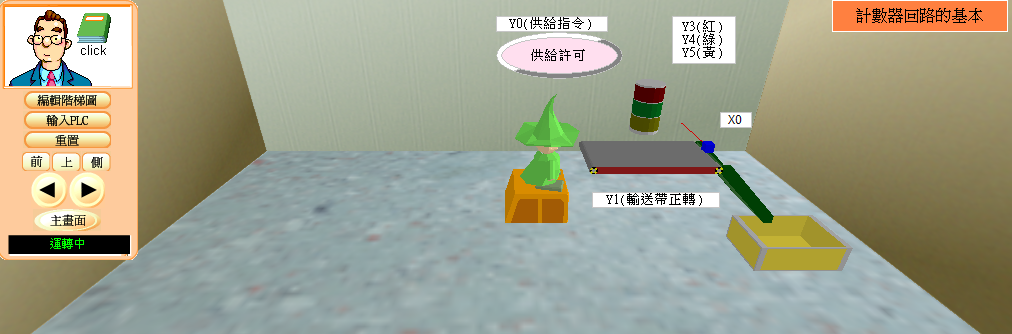 click
編輯階梯圖
輸入PLC
重置
前 上 側
主畫面
運轉中
Y0(供給指令)
供給許可
Y3(紅)
Y4(綠)
Y5(黃)
X0
Y1(輸送帶正轉)
計數器回路的基本